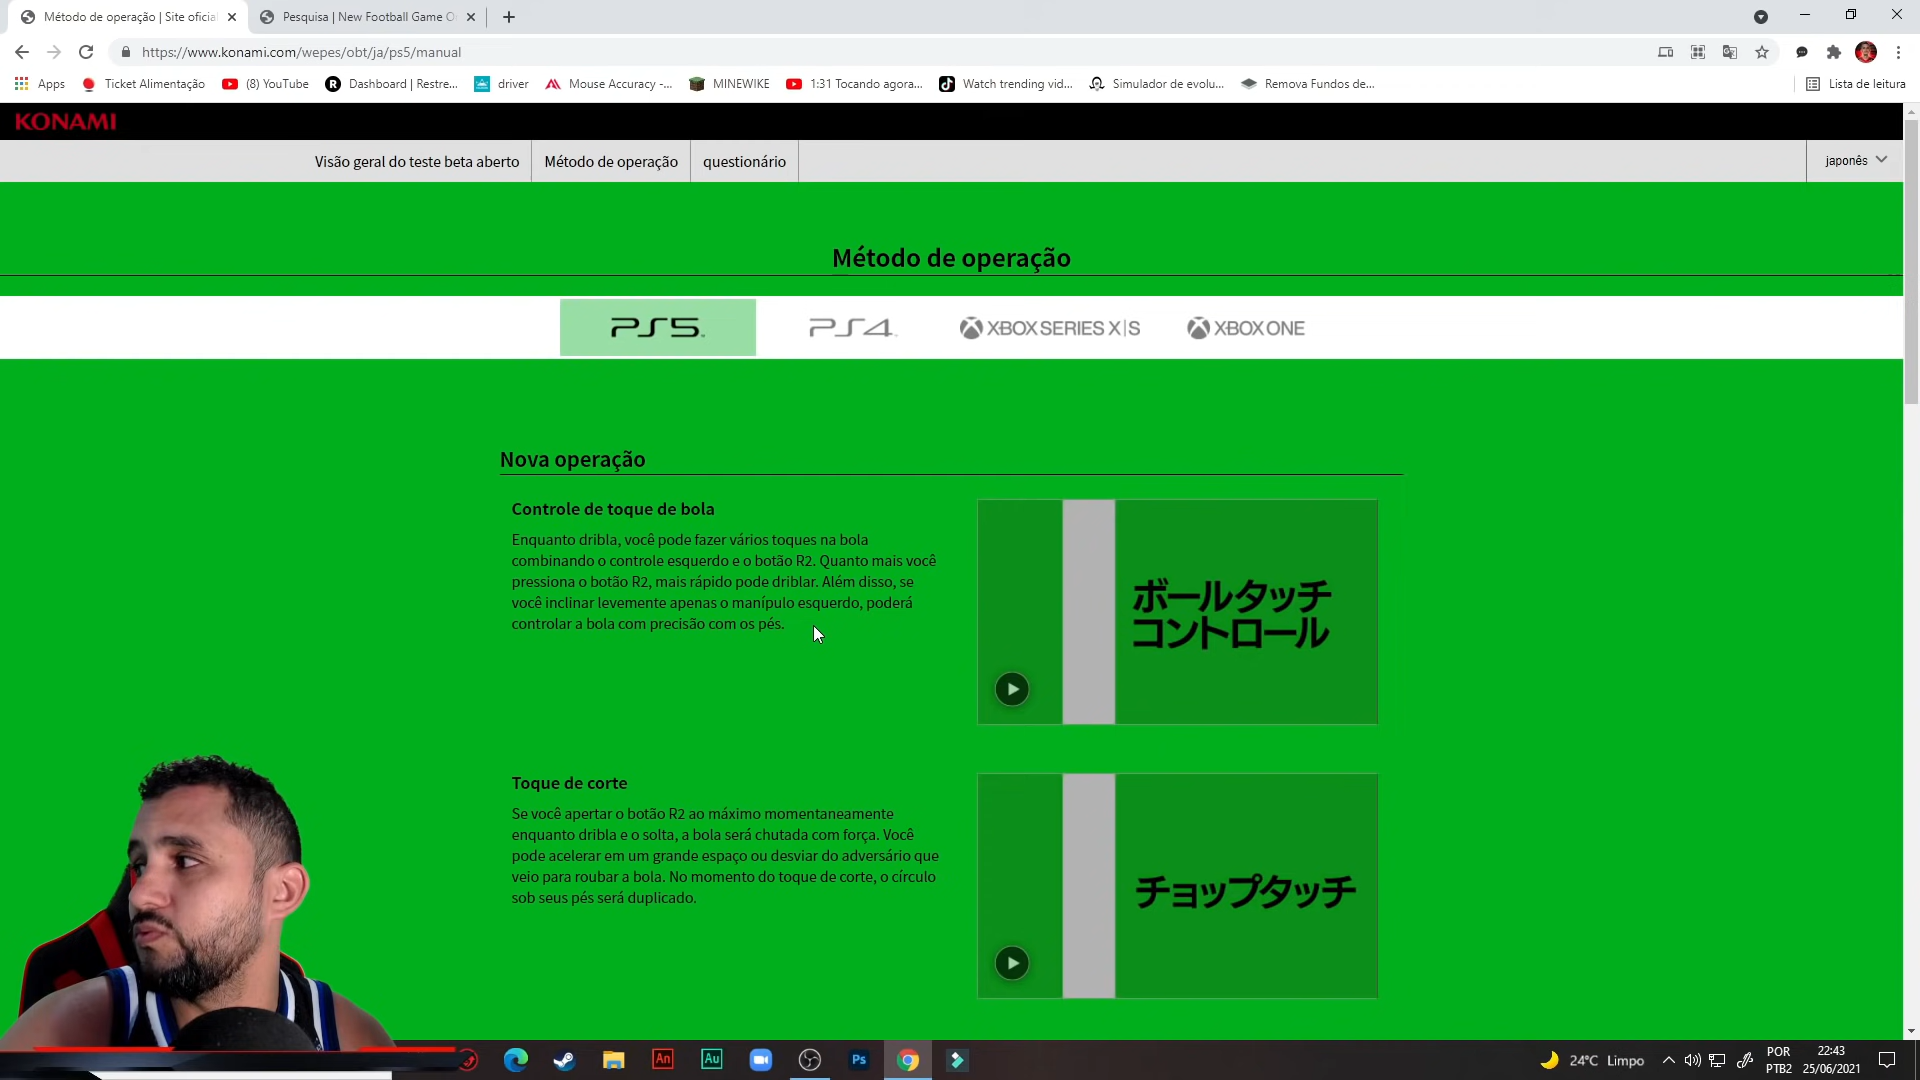 Método de operação | Site oficia
Pesquisa | New Football Game O
https://www.konami.com/wepes/obt/ja/ps5/manual
Apps
Ticket Alimentação
(8) YouTube
Dashboard | Restre...
driver
Mouse Accuracy -...
MINEWIKE
1:31 Tocando agora...
Watch trending vid...
Simulador de evolu...
Remova Fundos de...
Lista de leitura
KONAMI
Visão geral do teste beta aberto
Método de operação
questionário
japonês
Método de operação
PS5
PS4
XBOX SERIES X|S
XBOX ONE
Nova operação
Controle de toque de bola
Enquanto dribla, você pode fazer vários toques na bola
combinando o controle esquerdo e o botão R2. Quanto mais você
pressiona o botão R2, mais rápido pode driblar. Além disso, se
você inclinar levemente apenas o manípulo esquerdo, poderá
controlar a bola com precisão com os pés.
ボールタッチ
コントロール
Toque de corte
Se você apertar o botão R2 ao máximo momentaneamente
enquanto dribla e o solta, a bola será chutada com força. Você
pode acelerar em um grande espaço ou desviar do adversário que
veio para roubar a bola. No momento do toque de corte, o círculo
sob seus pés será duplicado.
チョップタッチ
An
Au
Ps
24°C Limpo
POR
PTB2
22:43
25/06/2021